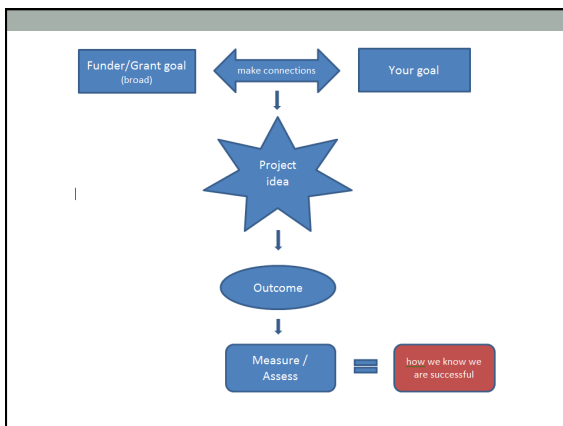 Funder/Grant goal
(broad)
make connections
Your goal
Project
idea
Outcome
Measure /
Assess
how we know we
are successful